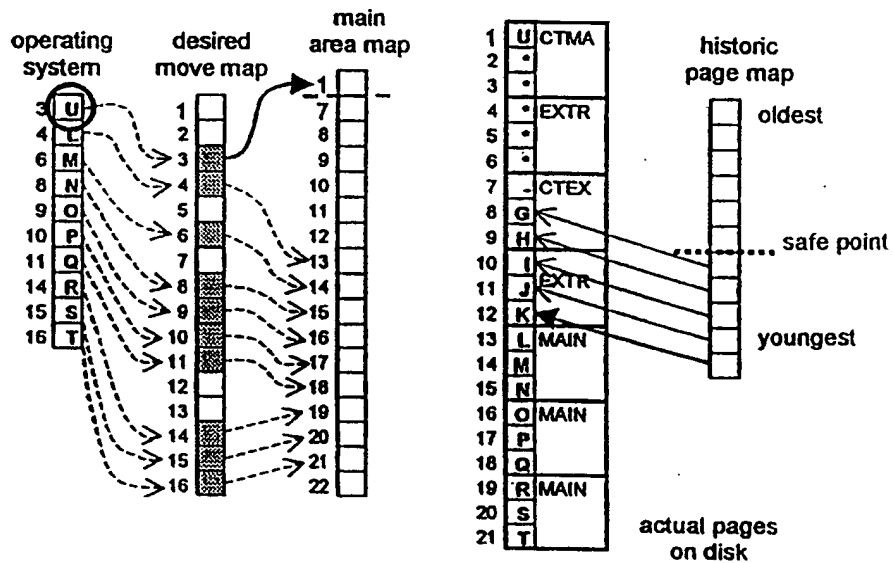 operating system
3 U
4 L
6 M
8 N
9 O
10 P
11 Q
14 R
15 S
16 T
desired move map
1
2
3
4
5
6
7
8
9
10
11
12
13
14
15
16
main area map
1
7
8
9
10
11
12
13
14
15
16
17
18
19
20
21
22
1 U CTMA
2 *
3 *
4 * EXTR
5 *
6 *
7 - CTEX
8 G
9 H
10 I
11 J EXTR
12 K
13 L MAIN
14 M
15 N
16 O MAIN
17 P
18 Q
19 R MAIN
20 S
21 T
actual pages on disk
historic page map
oldest
safe point
youngest